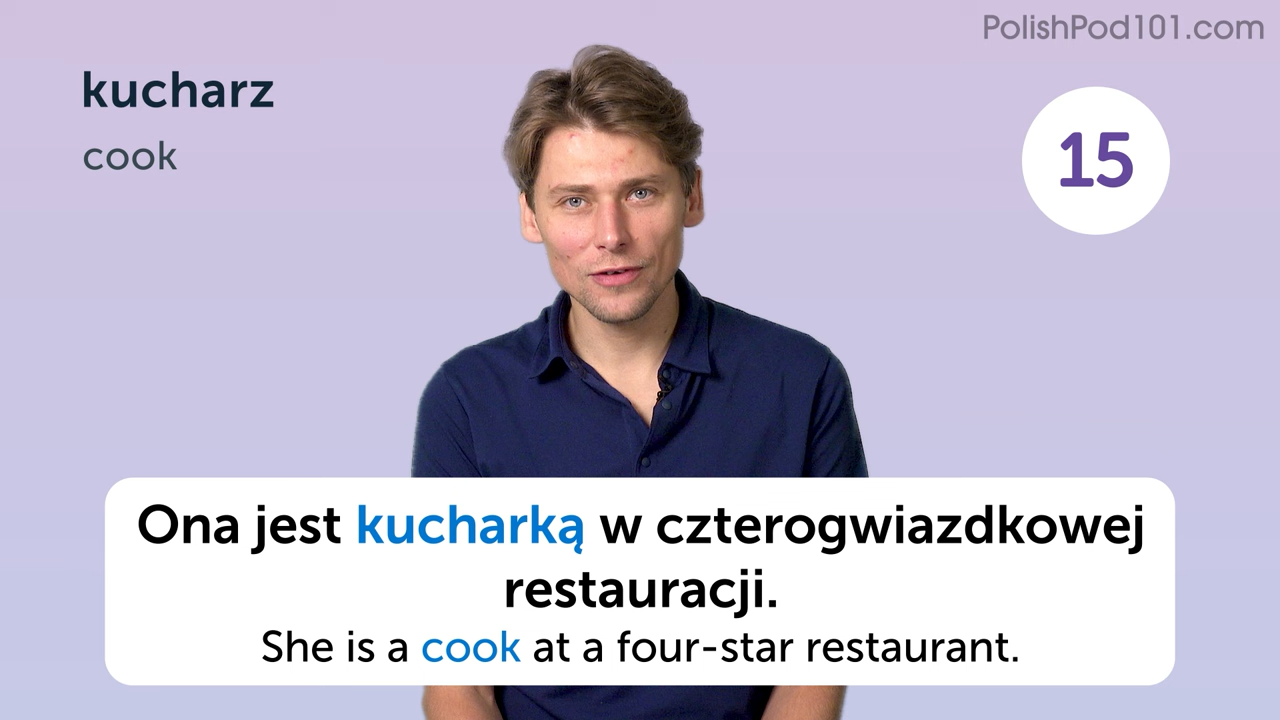 PolishPod101.com
kucharz
cook
15
Ona jest kucharką w czterogwiazdkowej
restauracji.
She is a cook at a four-star restaurant.